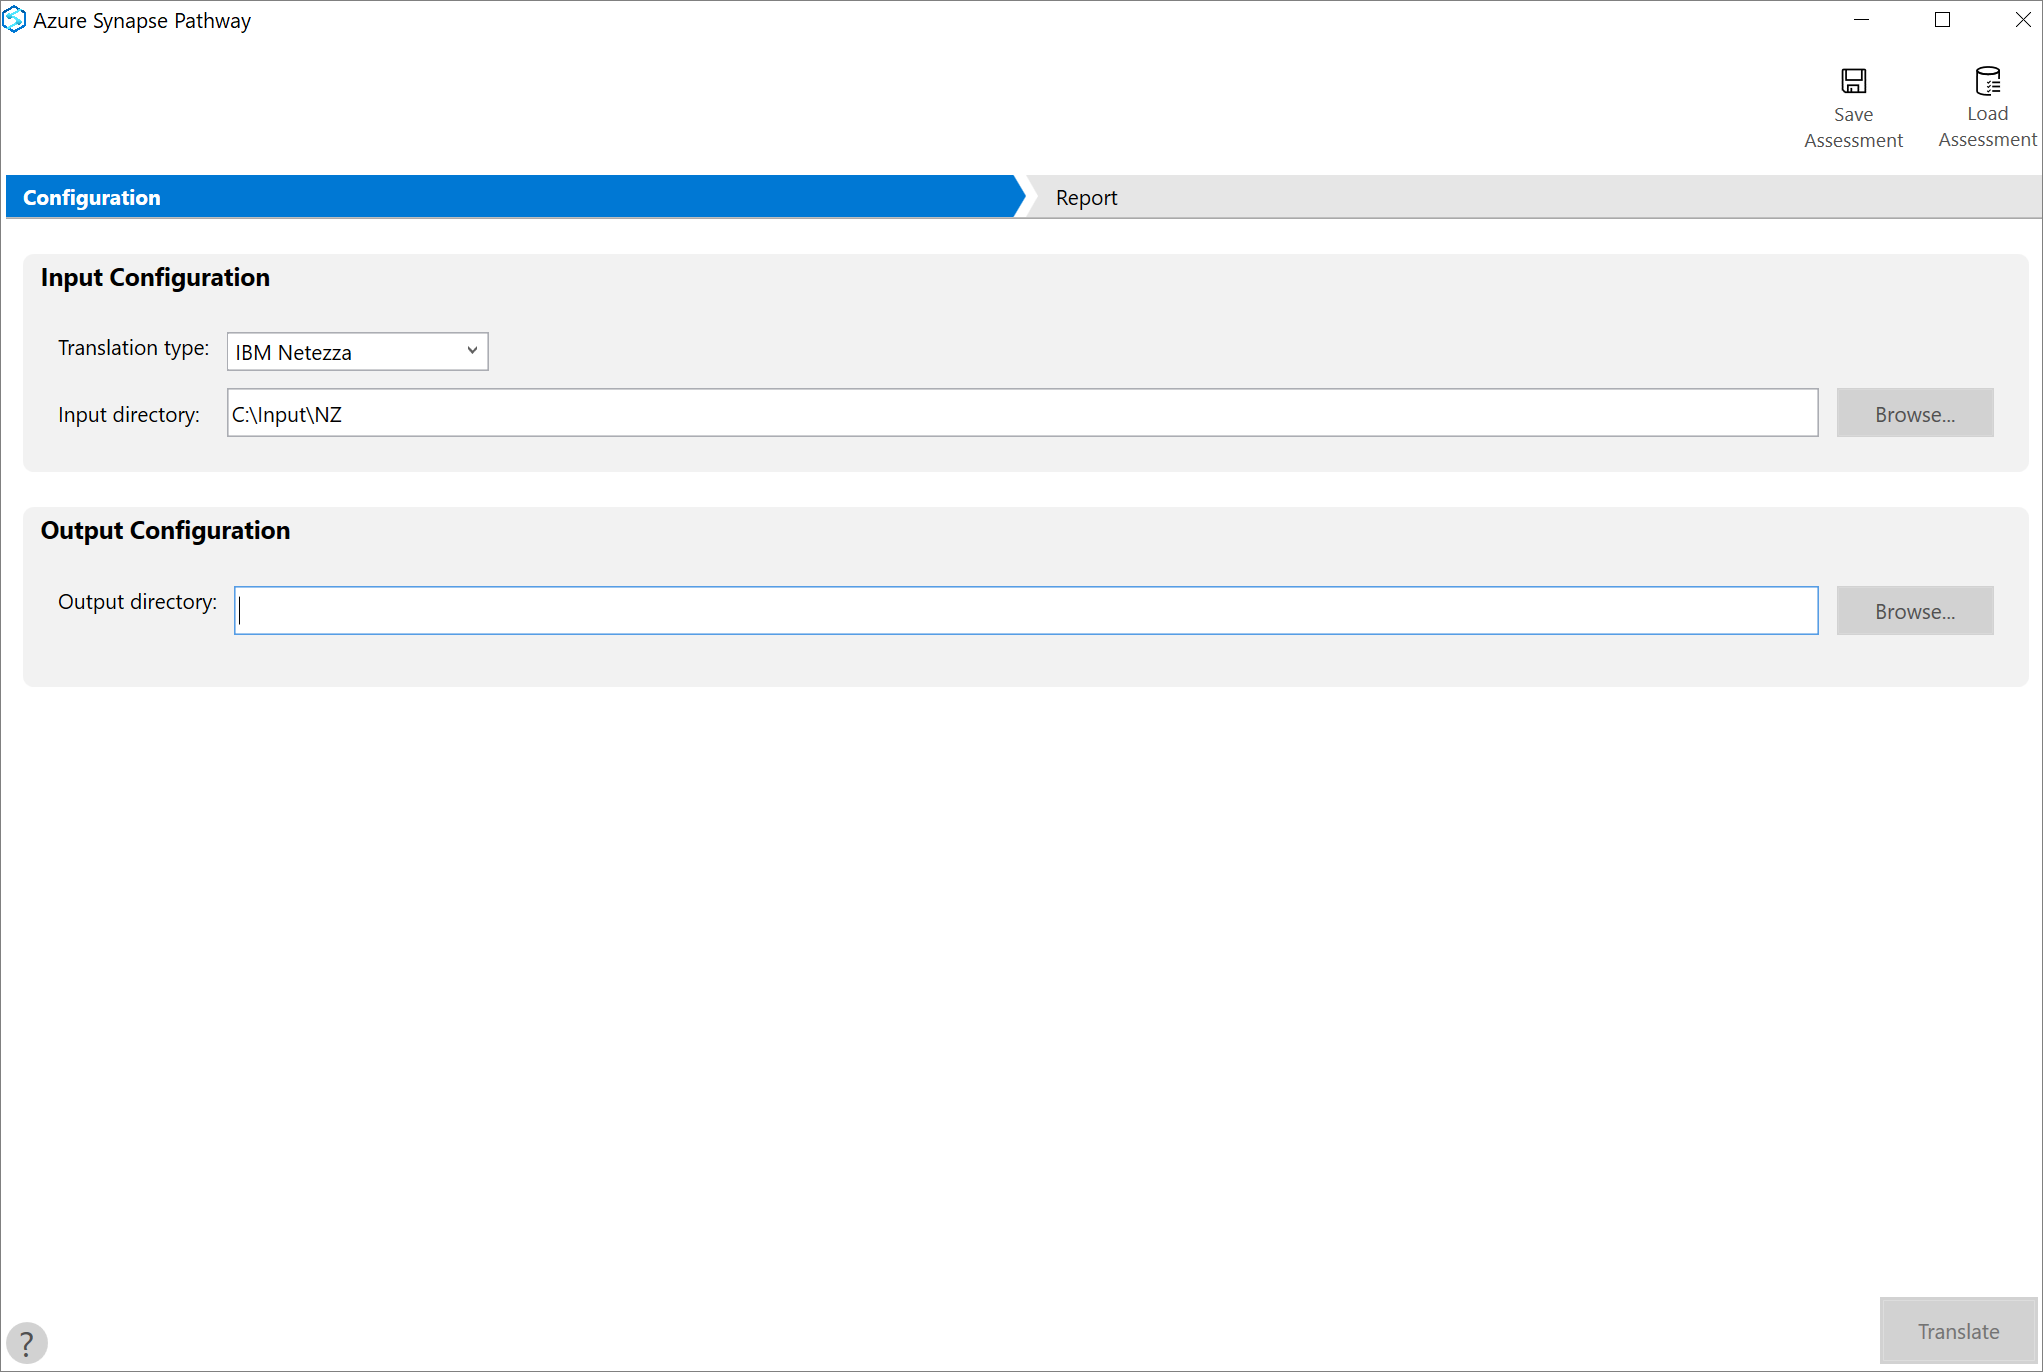 Azure Synapse Pathway
Save
Assessment
Load
Assessment
Configuration
Report
Input Configuration
Translation type:
IBM Netezza
Input directory:
C:\Input\NZ
Browse...
Output Configuration
Output directory:
Browse...
?
Translate